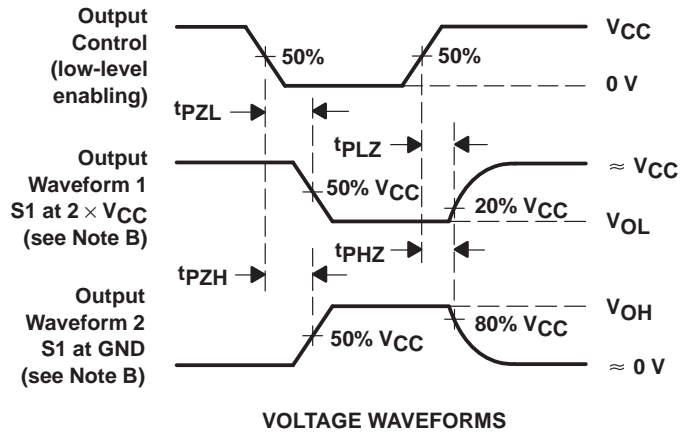 Output
Control
(low-level
enabling)
50%
50%
VCC
0 V
tPZL
tPLZ
Output
Waveform 1
S1 at 2 × VCC
(see Note B)
50% VCC
20% VCC
≈ VCC
VOL
tPZH
tPHZ
Output
Waveform 2
S1 at GND
(see Note B)
50% VCC
80% VCC
VOH
≈ 0 V
VOLTAGE WAVEFORMS